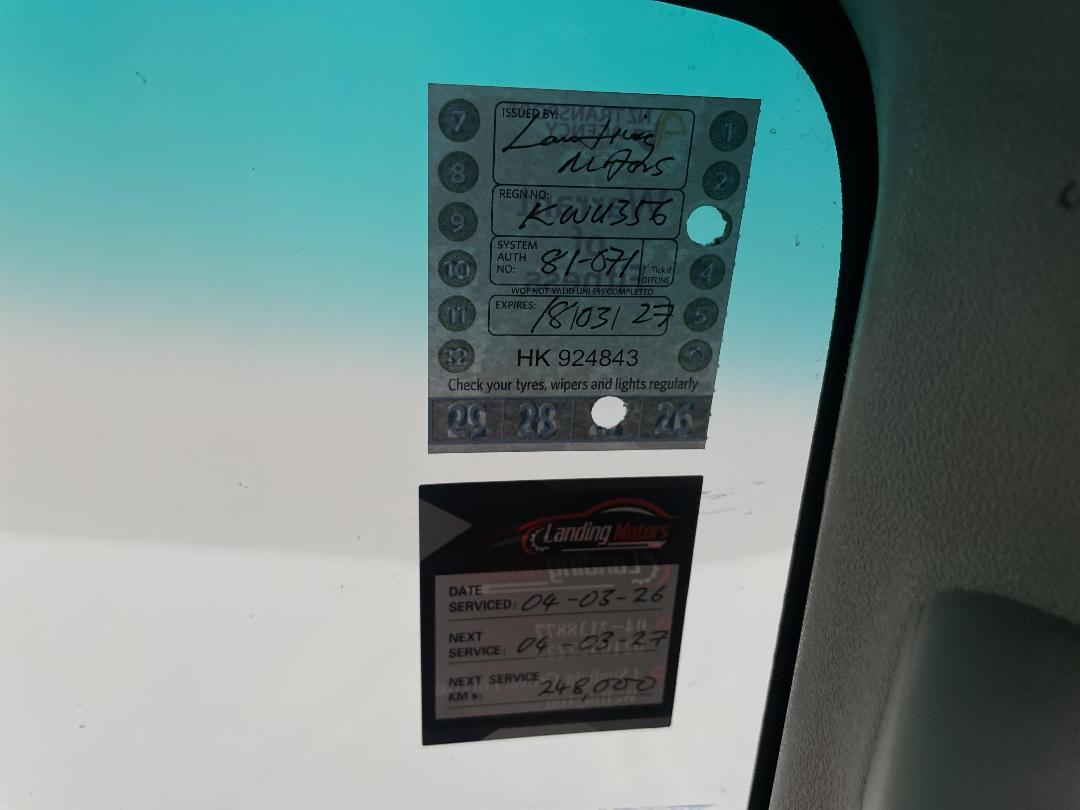 ISSUED BY:
Landing
Motors
REGN NO:
KWU356
SYSTEM
AUTH
NO: 81-071
Tick if
OFFLINE
WOF NOT VALID UNLESS COMPLETED
EXPIRES: 18/03/27
HK 924843
Check your tyres, wipers and lights regularly
7
8
9
10
11
12
1
2
4
5
6
29 28 26
Landing Motors
DATE
SERVICED: 04-03-26
NEXT
SERVICE: 04-03-27
NEXT SERVICE
KM's: 248,000